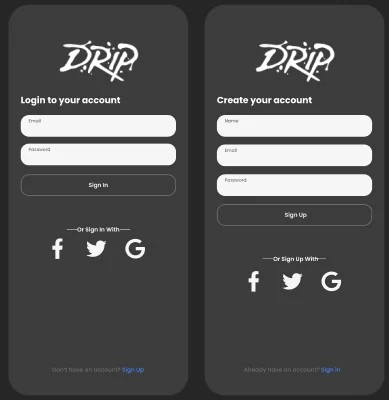 DRIP
Login to your account
Email
Password
Sign In
Or Sign In With
Don't have an account? Sign Up
DRIP
Create your account
Name
Email
Password
Sign Up
Or Sign Up With
Already have an account? Sign in